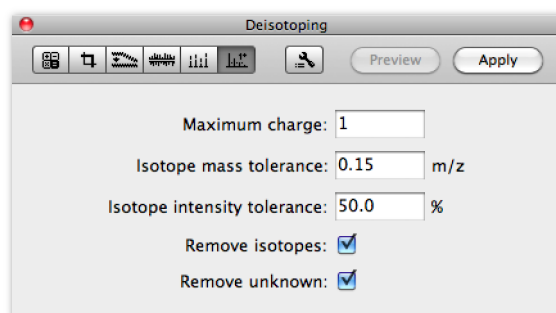 Deisotoping
Preview Apply
Maximum charge: 1
Isotope mass tolerance: 0.15 m/z
Isotope intensity tolerance: 50.0 %
Remove isotopes:
Remove unknown: